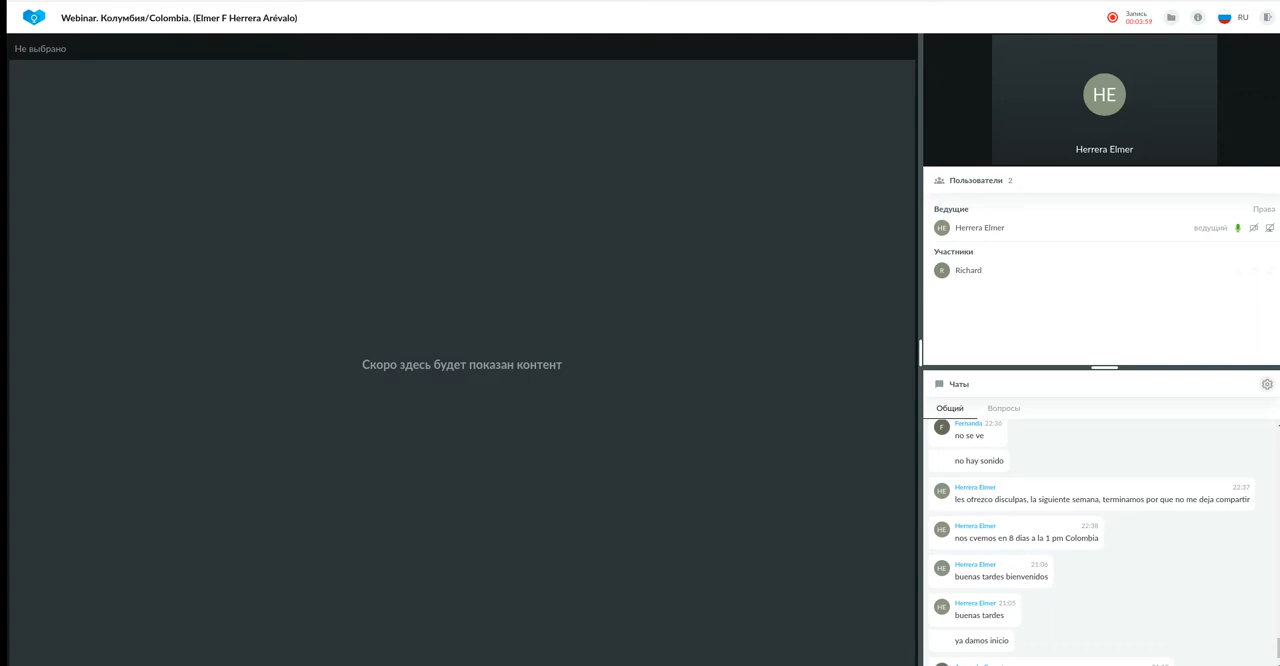 Webinar. Колумбия/Colombia. (Elmer F Herrera Arévalo)
Запись
00:03:59
RU
Не выбрано
Скоро здесь будет показан контент
HE
Herrera Elmer
Пользователи 2
Ведущие Права
HE Herrera Elmer ведущий
Участники
R Richard
Чаты
Общий Вопросы
F Fernanda 22:36
no se ve
no hay sonido
HE Herrera Elmer 22:37
les ofrezco disculpas, la siguiente semana, terminamos por que no me deja compartir
HE Herrera Elmer 22:38
nos cvemos en 8 dias a la 1 pm Colombia
HE Herrera Elmer 21:06
buenas tardes bienvenidos
HE Herrera Elmer 21:05
buenas tardes
ya damos inicio